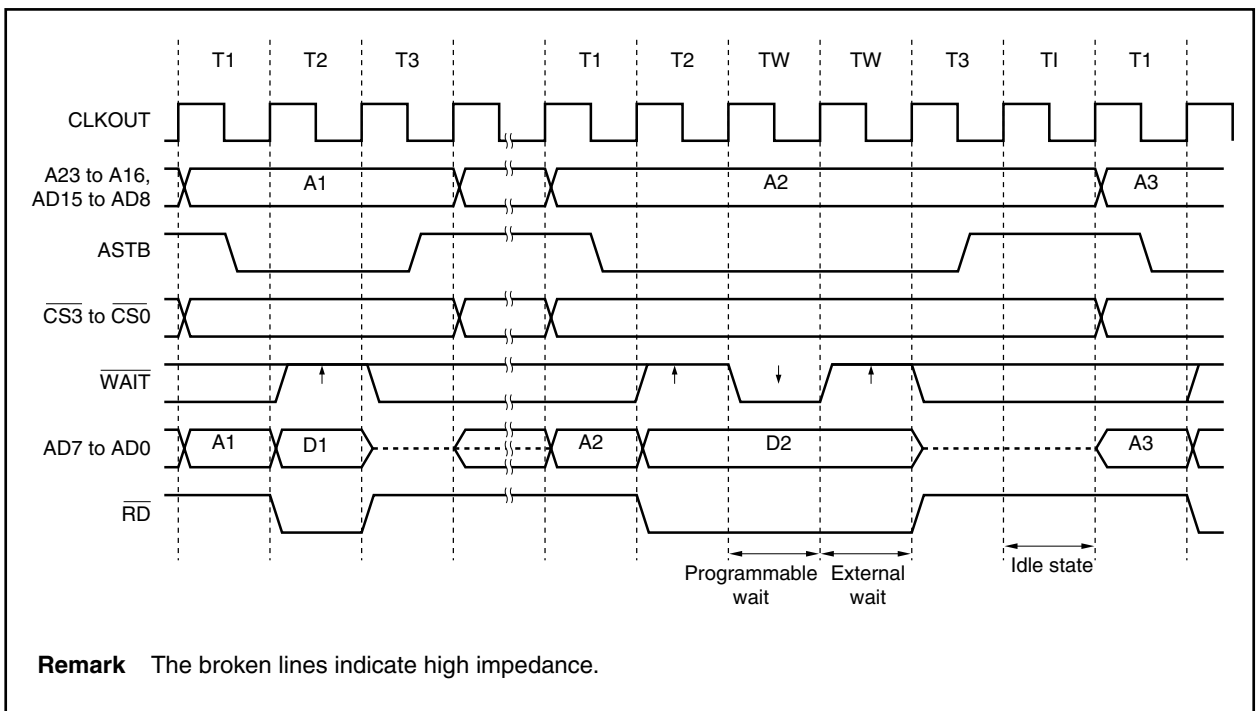 T1 T2 T3 T1 T2 TW TW T3 TI T1
CLKOUT
A23 to A16,
AD15 to AD8
A1 A2 A3
ASTB
CS3 to CS0
WAIT
AD7 to AD0
A1 D1 A2 D2 A3
RD
Programmable
wait
External
wait
Idle state
Remark The broken lines indicate high impedance.